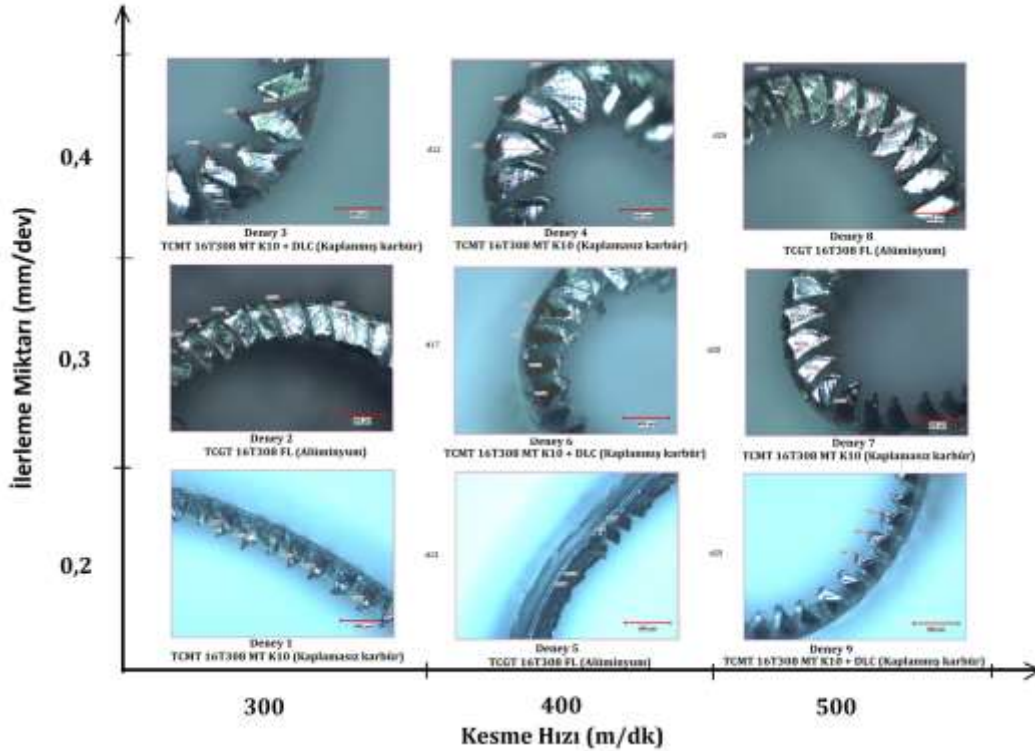 İlerleme Miktarı (mm/dev)
0,4
Deney 3
TCMT 16T308 MT K10 + DLC (Kaplanmış karbür)
Deney 4
TCMT 16T308 MT K10 (Kaplamasız karbür)
Deney 8
TCGT 16T308 FL (Alüminyum)
0,3
Deney 2
TCGT 16T308 FL (Alüminyum)
Deney 6
TCMT 16T308 MT K10 + DLC (Kaplanmış karbür)
Deney 7
TCMT 16T308 MT K10 (Kaplamasız karbür)
0,2
Deney 1
TCMT 16T308 MT K10 (Kaplamasız karbür)
Deney 5
TCGT 16T308 FL (Alüminyum)
Deney 9
TCMT 16T308 MT K10 + DLC (Kaplanmış karbür)
300
400
500
Kesme Hızı (m/dk)